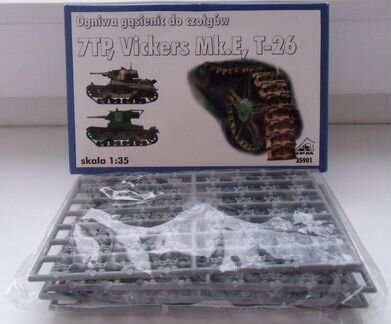 Ogniwa gąsienic do czołgów
7TP, Vickers Mk.E, T-26
skala 1:35
RPM
35901